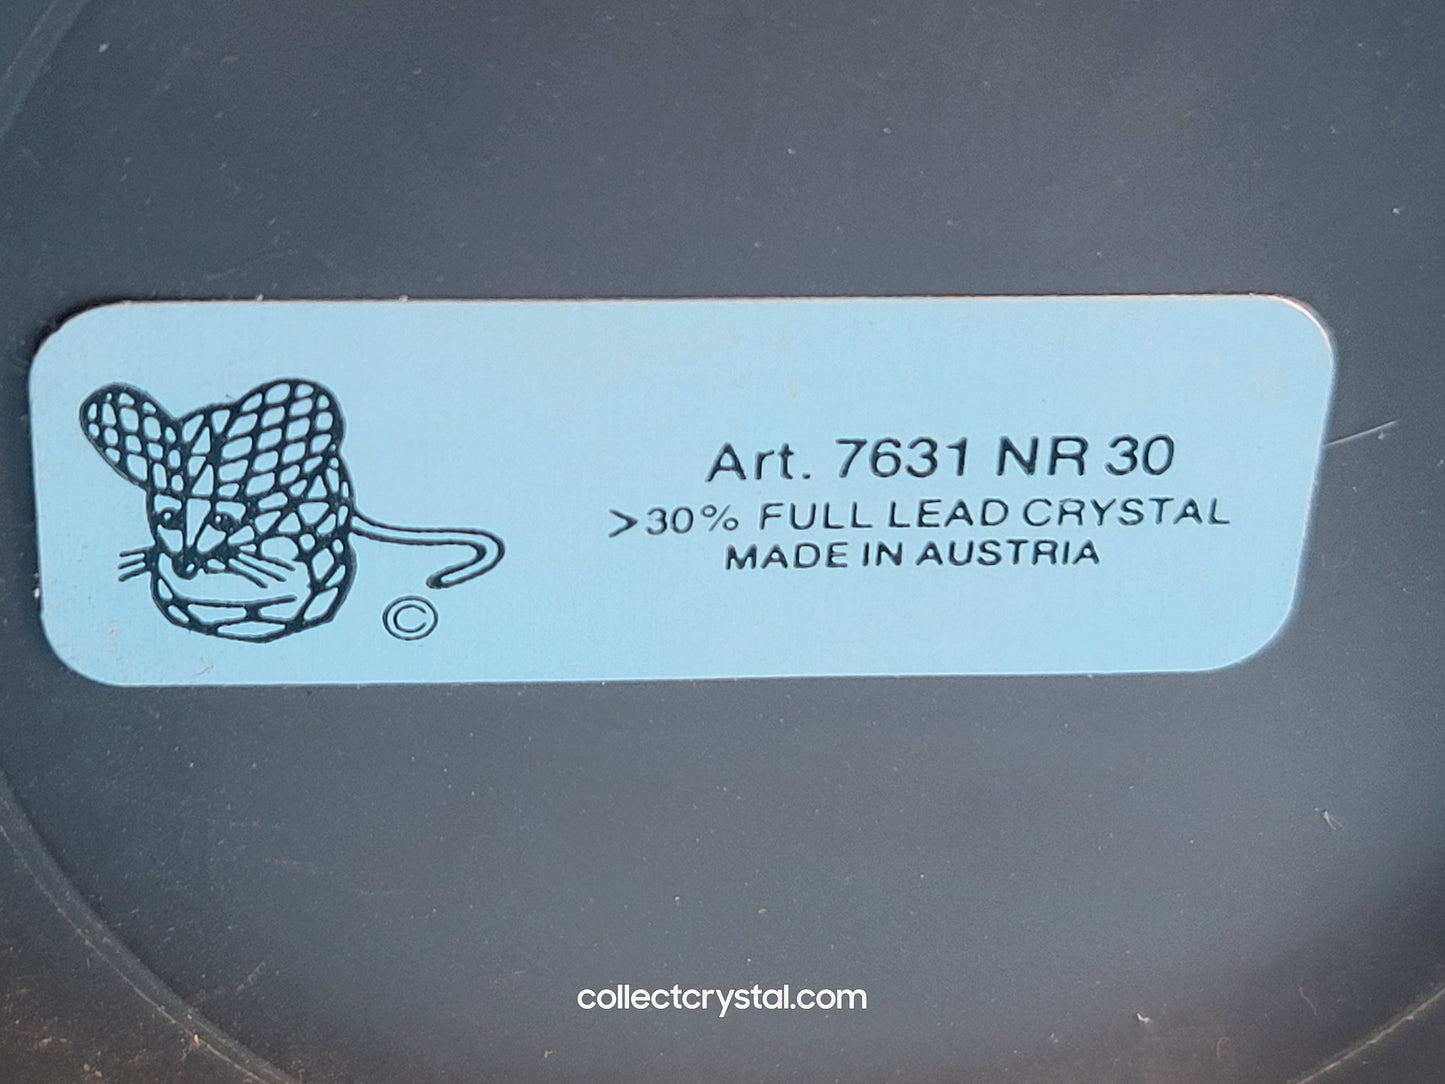 Art. 7631 NR 30
>30% FULL LEAD CRYSTAL
MADE IN AUSTRIA
©
collectcrystal.com